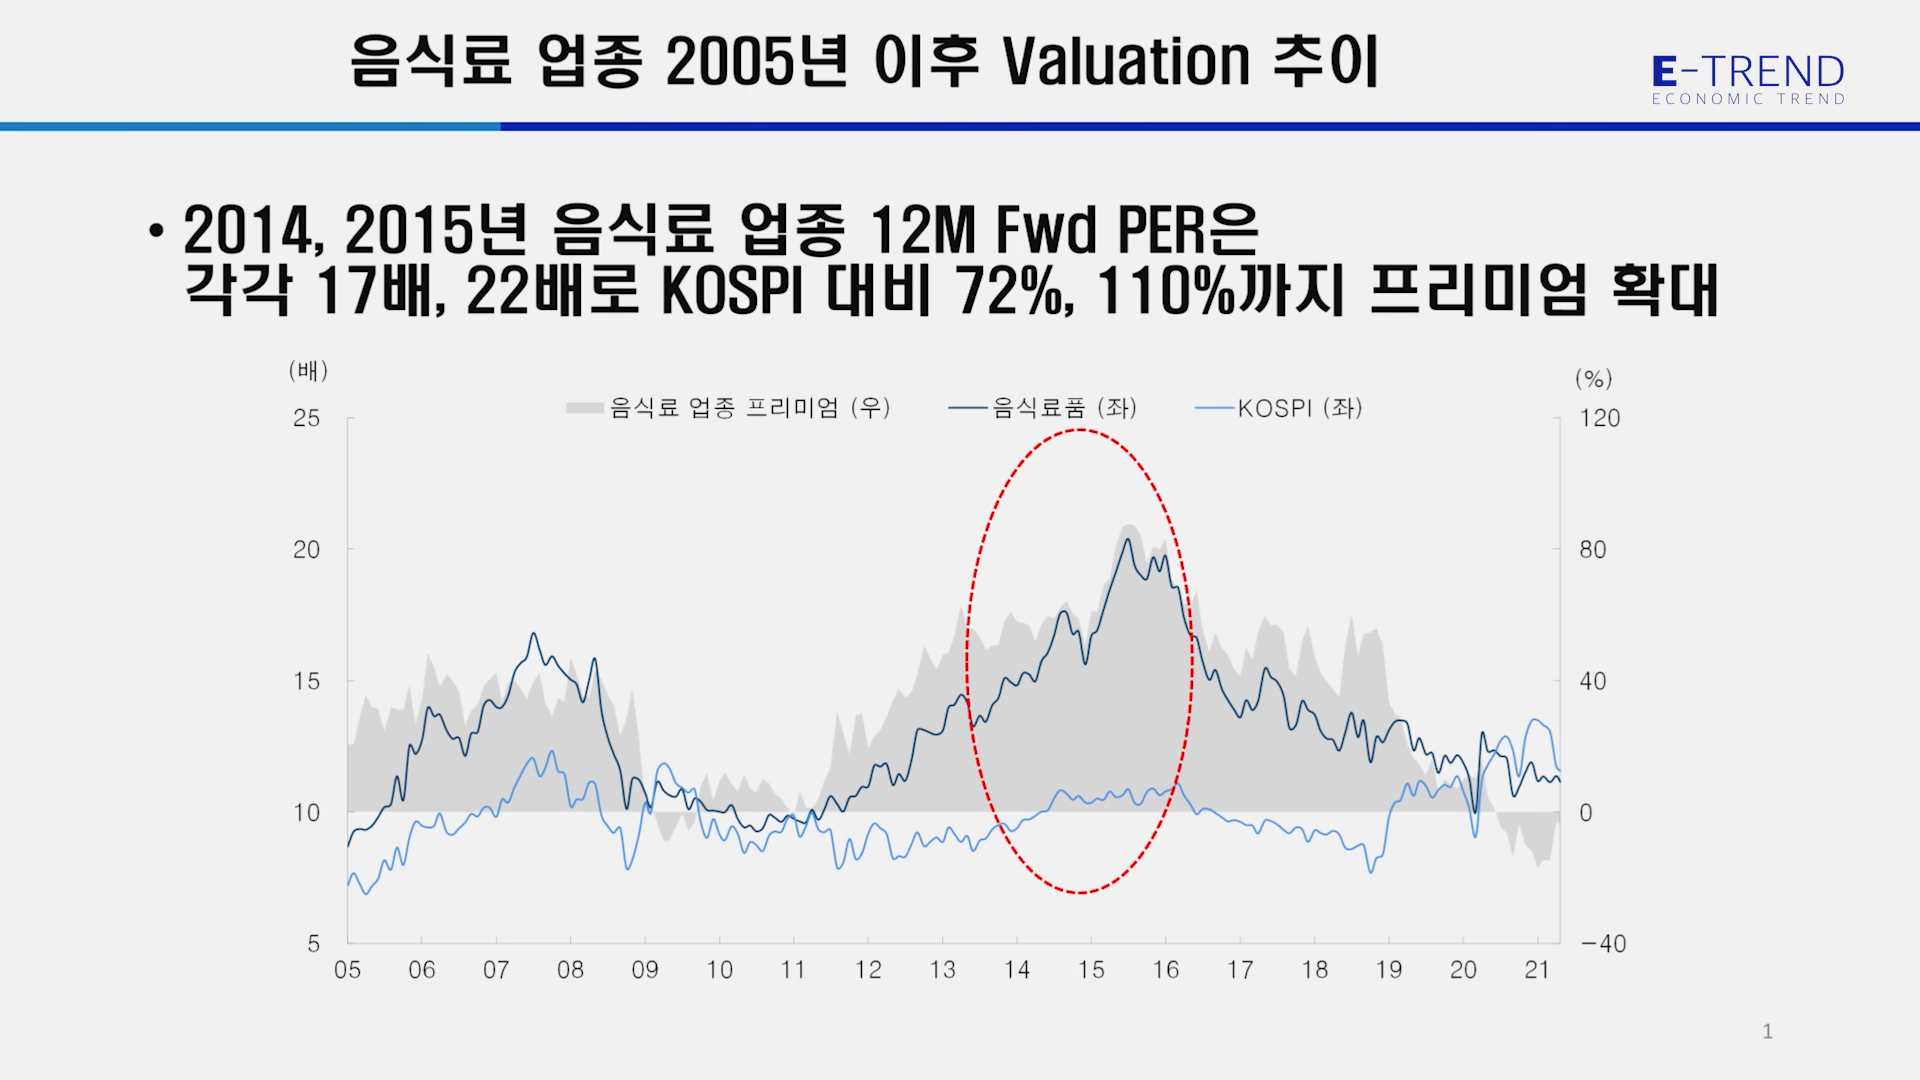 음식료 업종 2005년 이후 Valuation 추이
E-TREND
ECONOMIC TREND
• 2014, 2015년 음식료 업종 12M Fwd PER은
각각 17배, 22배로 KOSPI 대비 72%, 110%까지 프리미엄 확대
(배)
(%)
음식료 업종 프리미엄 (우)
음식료품 (좌)
KOSPI (좌)
25
20
15
10
5
120
80
40
0
-40
05 06 07 08 09 10 11 12 13 14 15 16 17 18 19 20 21
1